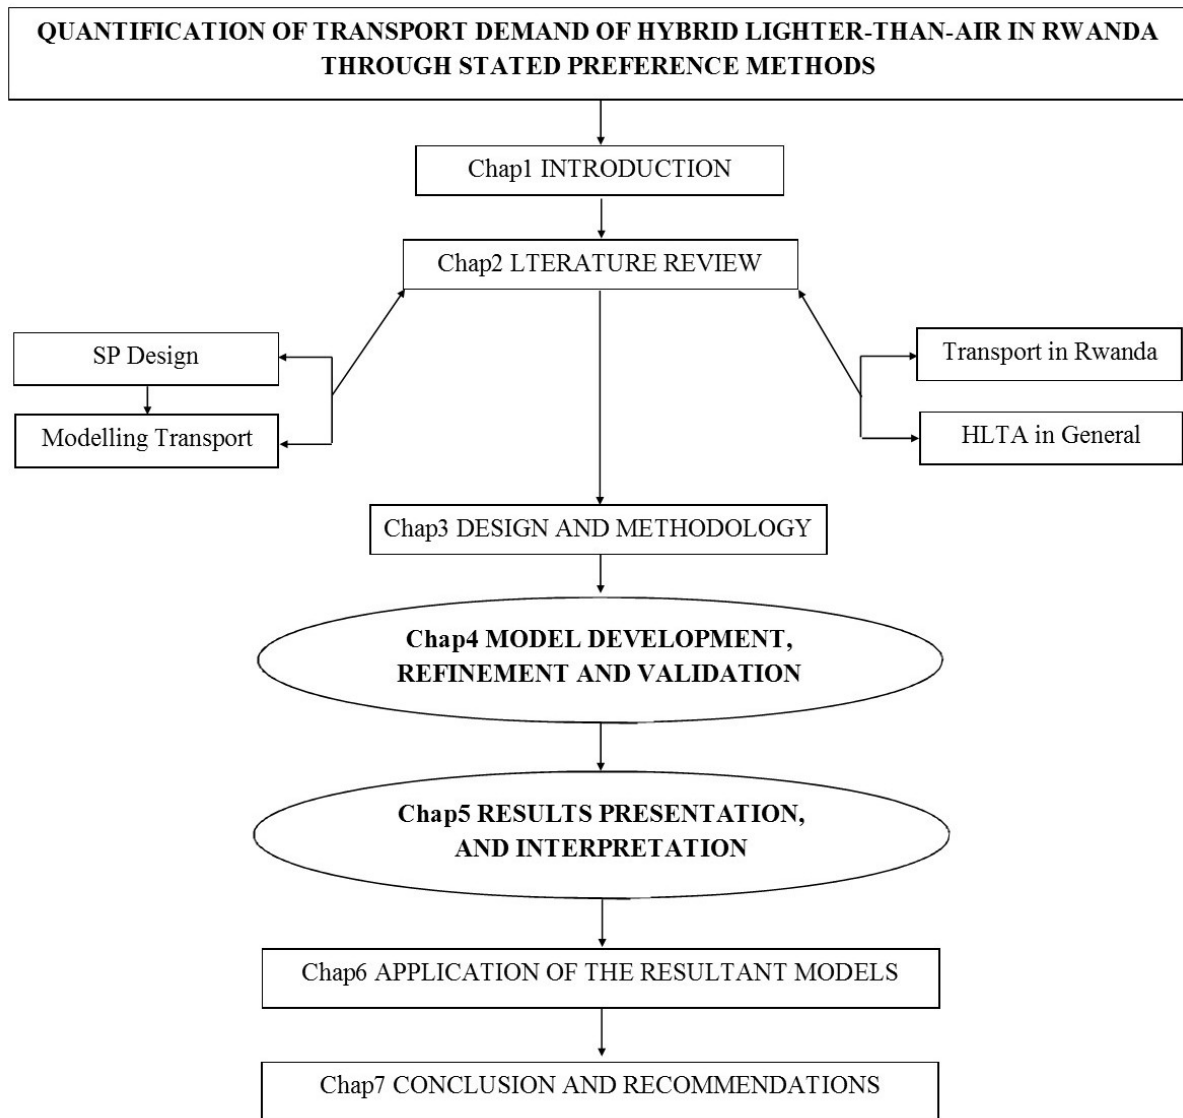 QUANTIFICATION OF TRANSPORT DEMAND OF HYBRID LIGHTER-THAN-AIR IN RWANDA
THROUGH STATED PREFERENCE METHODS
Chap1 INTRODUCTION
Chap2 LTERATURE REVIEW
SP Design
Modelling Transport
Transport in Rwanda
HLTA in General
Chap3 DESIGN AND METHODOLOGY
Chap4 MODEL DEVELOPMENT,
REFINEMENT AND VALIDATION
Chap5 RESULTS PRESENTATION,
AND INTERPRETATION
Chap6 APPLICATION OF THE RESULTANT MODELS
Chap7 CONCLUSION AND RECOMMENDATIONS